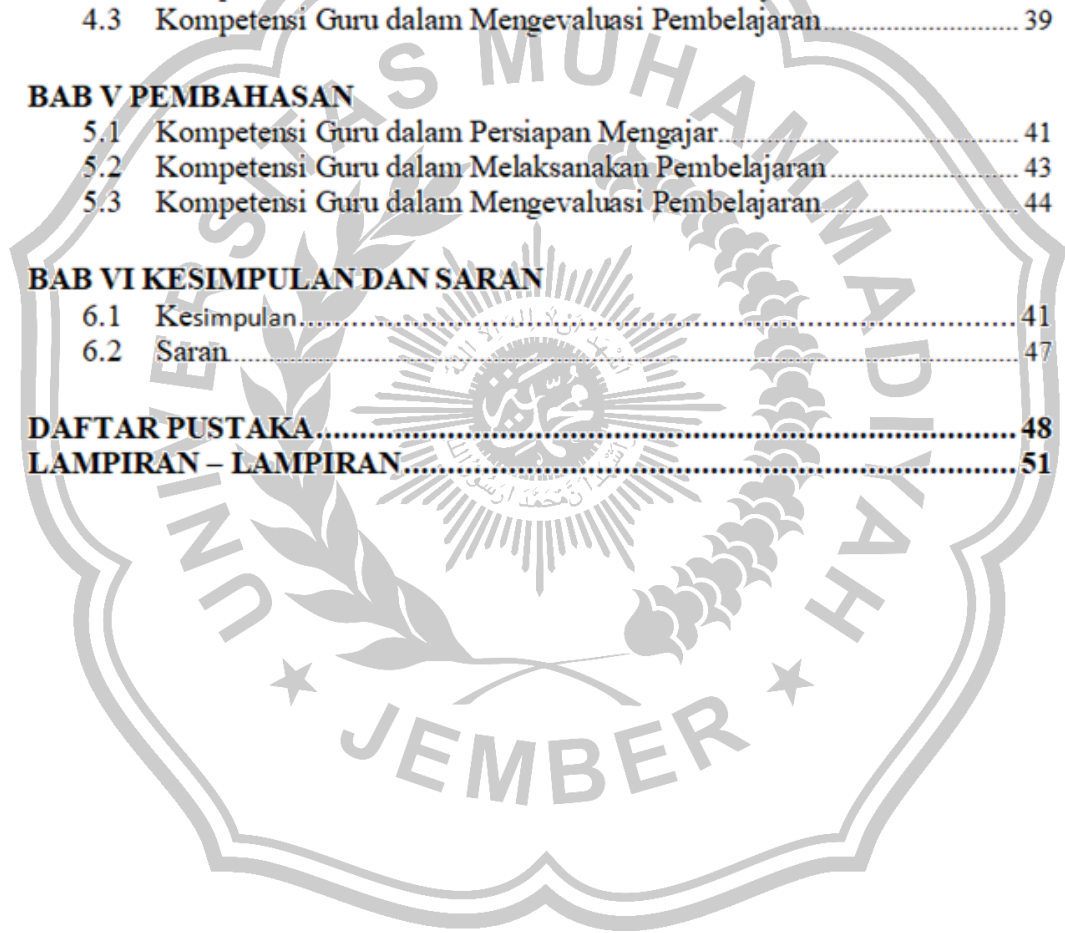 4.3 Kompetensi Guru dalam Mengevaluasi Pembelajaran 39
BAB V PEMBAHASAN
5.1 Kompetensi Guru dalam Persiapan Mengajar 41
5.2 Kompetensi Guru dalam Melaksanakan Pembelajaran 43
5.3 Kompetensi Guru dalam Mengevaluasi Pembelajaran 44
BAB VI KESIMPULAN DAN SARAN
6.1 Kesimpulan 41
6.2 Saran 47
DAFTAR PUSTAKA 48
LAMPIRAN – LAMPIRAN 51
UNIVERSITAS MUHAMMADIYAH
JEMBER